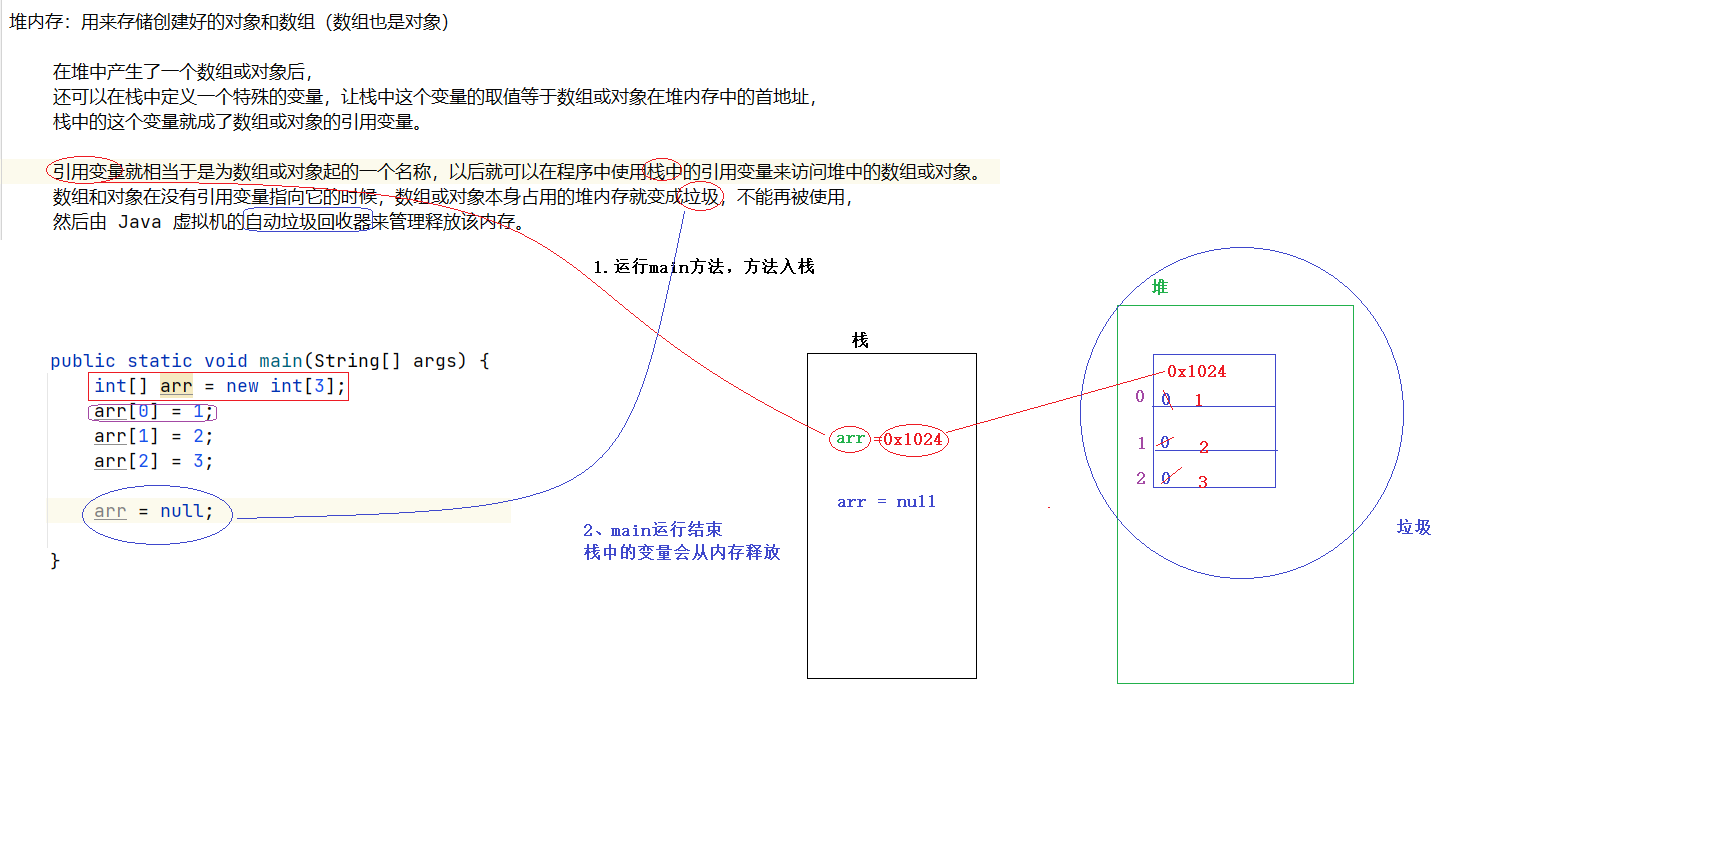 堆内存：用来存储创建好的对象和数组（数组也是对象）
在堆中产生了一个数组或对象后，
还可以在栈中定义一个特殊的变量，让栈中这个变量的取值等于数组或对象在堆内存中的首地址，
栈中的这个变量就成了数组或对象的引用变量。
引用变量就相当于是为数组或对象起的一个名称，以后就可以在程序中使用栈中的引用变量来访问堆中的数组或对象。
数组和对象在没有引用变量指向它的时候，数组或对象本身占用的堆内存就变成垃圾，不能再被使用，
然后由 Java 虚拟机的自动垃圾回收器来管理释放该内存。
1.运行main方法，方法入栈
public static void main(String[] args) {
int[] arr = new int[3];
arr[0] = 1;
arr[1] = 2;
arr[2] = 3;
arr = null;
}
2、main运行结束
栈中的变量会从内存释放
栈
arr=0x1024
arr = null
堆
0x1024
0 0 1
1 0 2
2 0 3
垃圾